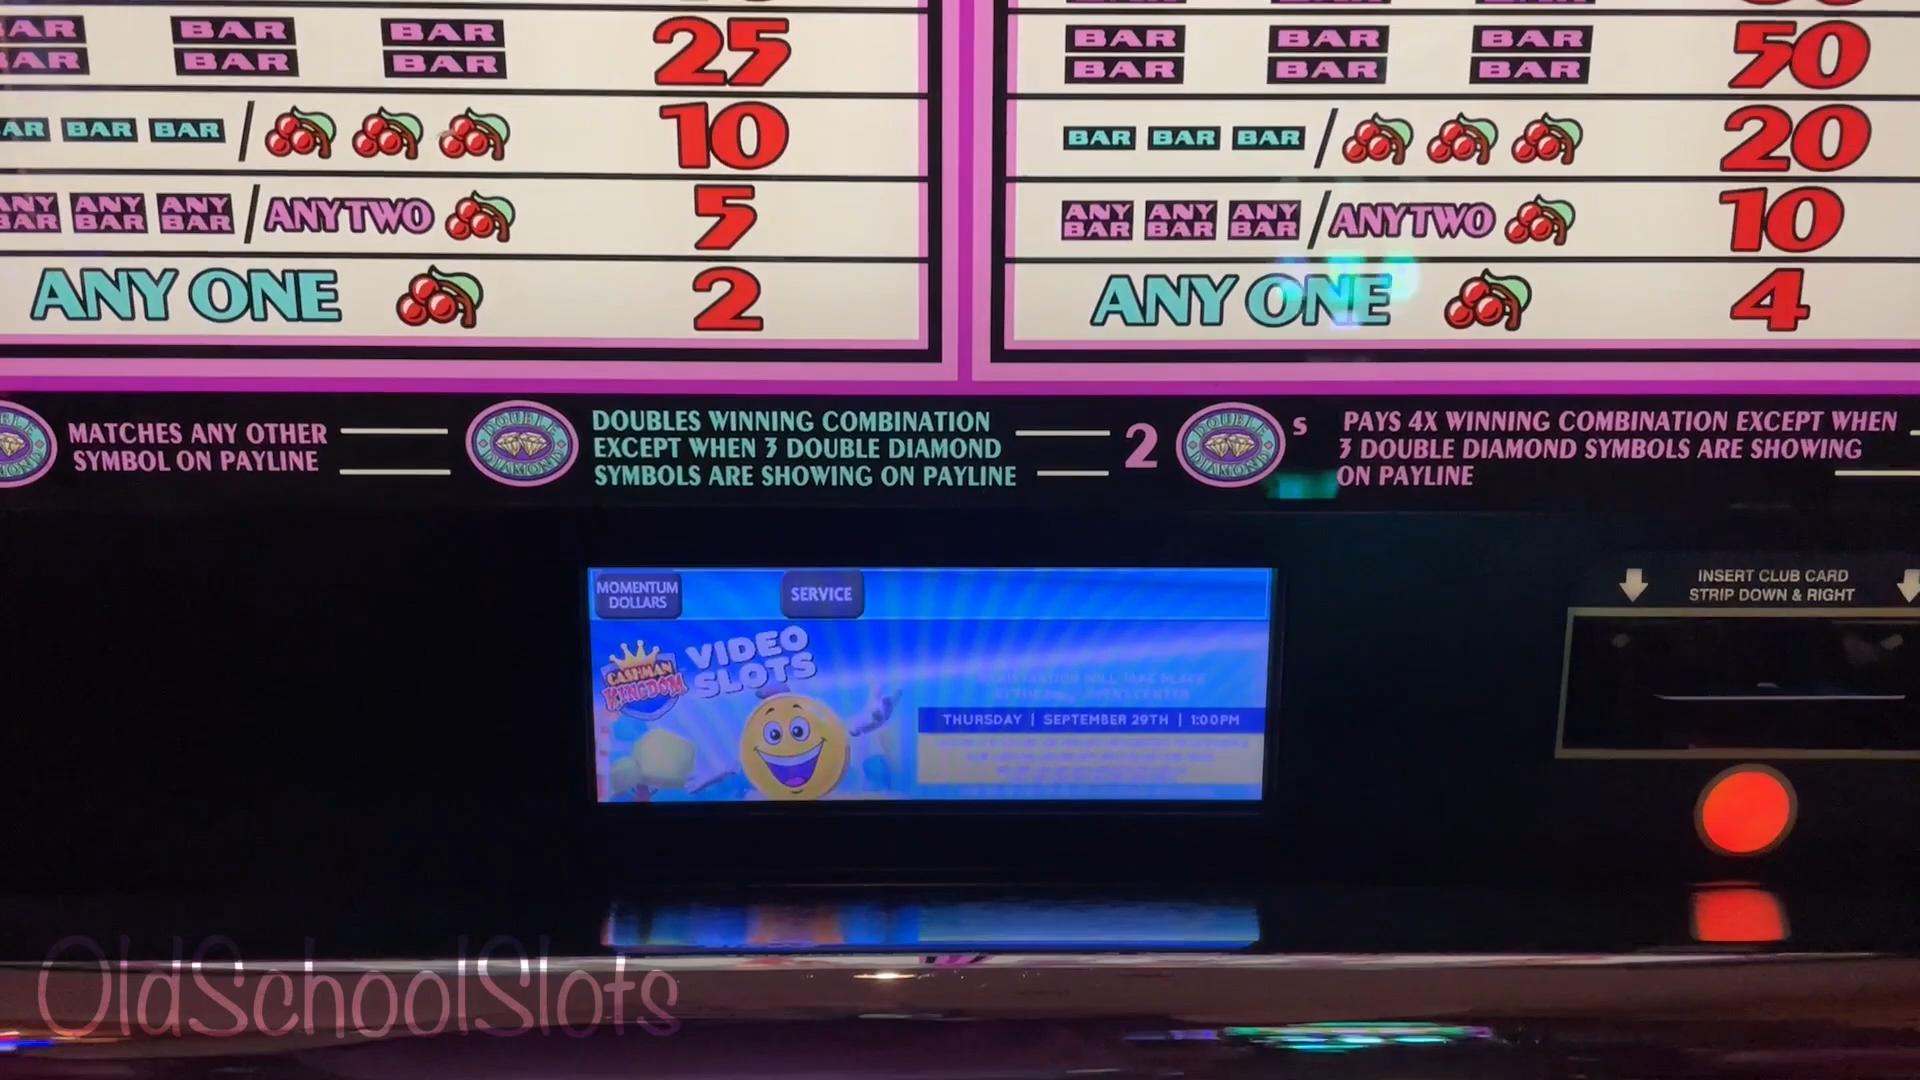 BAR BAR BAR 25
BAR BAR BAR
BAR BAR BAR 50
BAR BAR BAR
BAR BAR / 10
BAR BAR BAR / 20
ANY BAR ANY BAR / ANY TWO 5
ANY BAR ANY BAR ANY BAR / ANY TWO 10
ANY ONE 2
ANY ONE 4
MATCHES ANY OTHER
SYMBOL ON PAYLINE
DOUBLE DIAMOND
DOUBLES WINNING COMBINATION
EXCEPT WHEN 3 DOUBLE DIAMOND
SYMBOLS ARE SHOWING ON PAYLINE
2 DOUBLE DIAMOND s
PAYS 4X WINNING COMBINATION EXCEPT WHEN
3 DOUBLE DIAMOND SYMBOLS ARE SHOWING
ON PAYLINE
MOMENTUM
DOLLARS
SERVICE
CASHMAN
KINGDOM
VIDEO
SLOTS
THURSDAY | SEPTEMBER 29TH | 1:00PM
INSERT CLUB CARD
STRIP DOWN & RIGHT
OldSchoolSlots